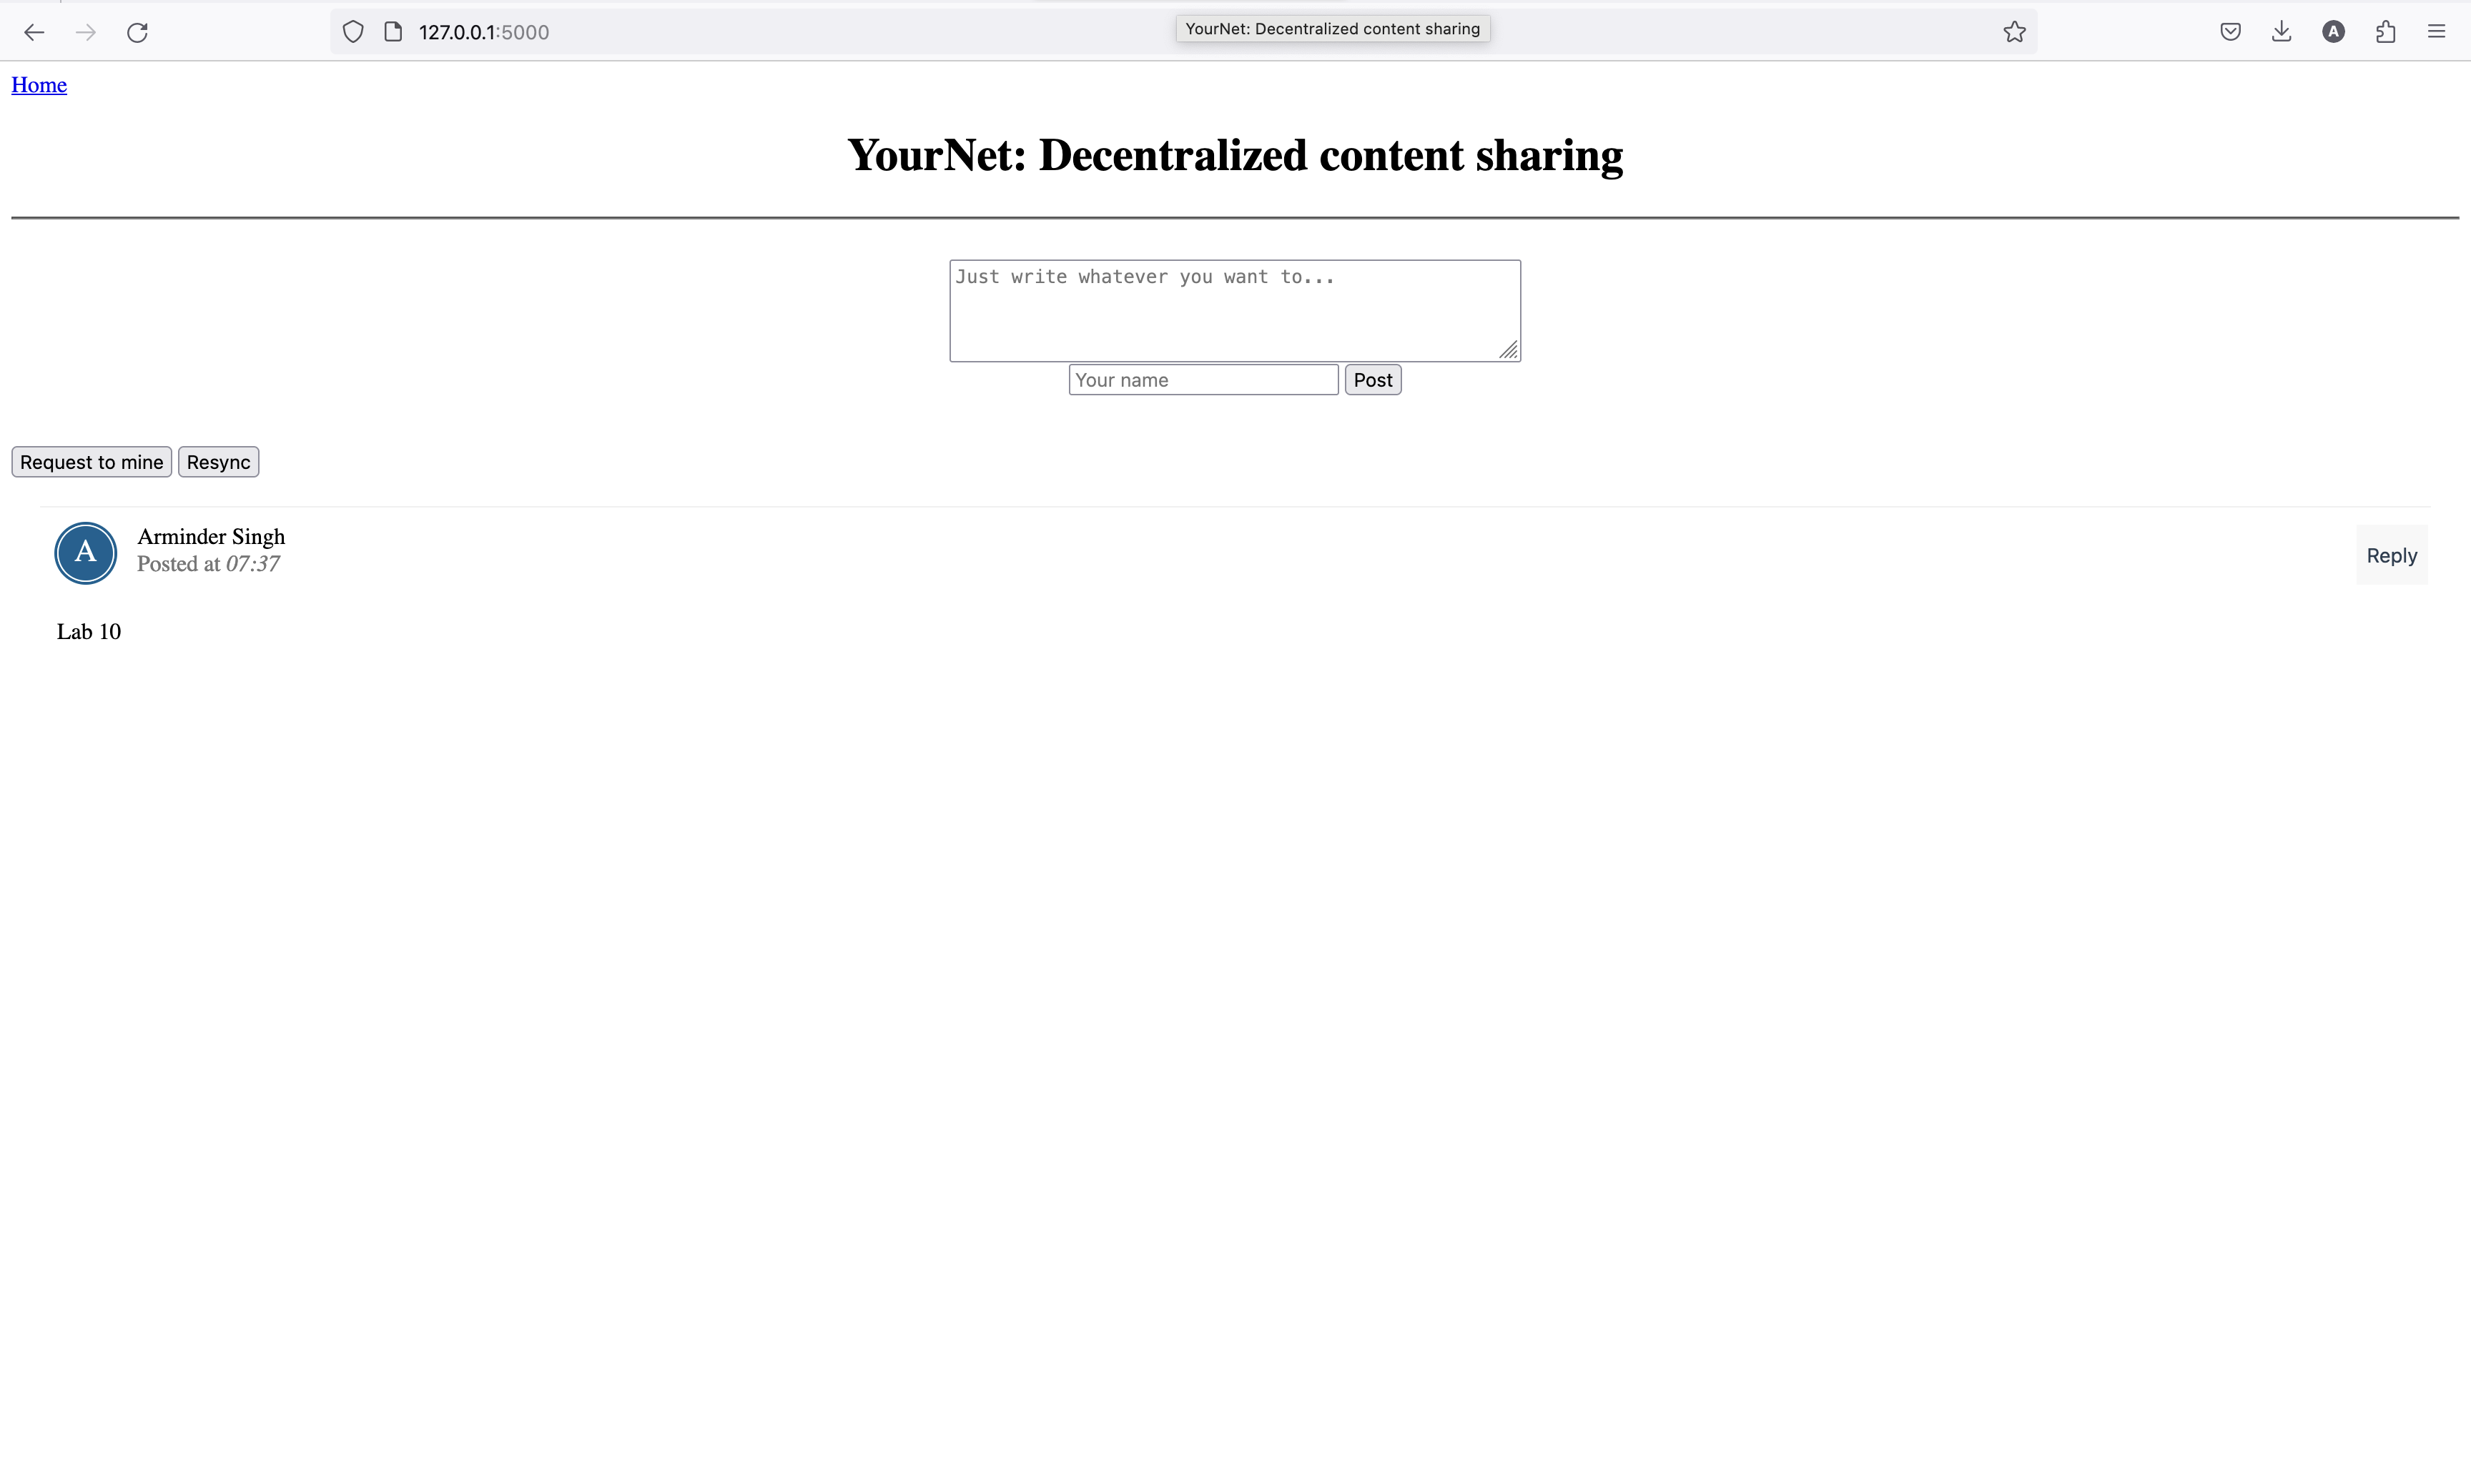 127.0.0.1:5000
YourNet: Decentralized content sharing
A
Home
YourNet: Decentralized content sharing
Just write whatever you want to...
Your name Post
Request to mine Resync
A
Arminder Singh
Posted at 07:37
Reply
Lab 10